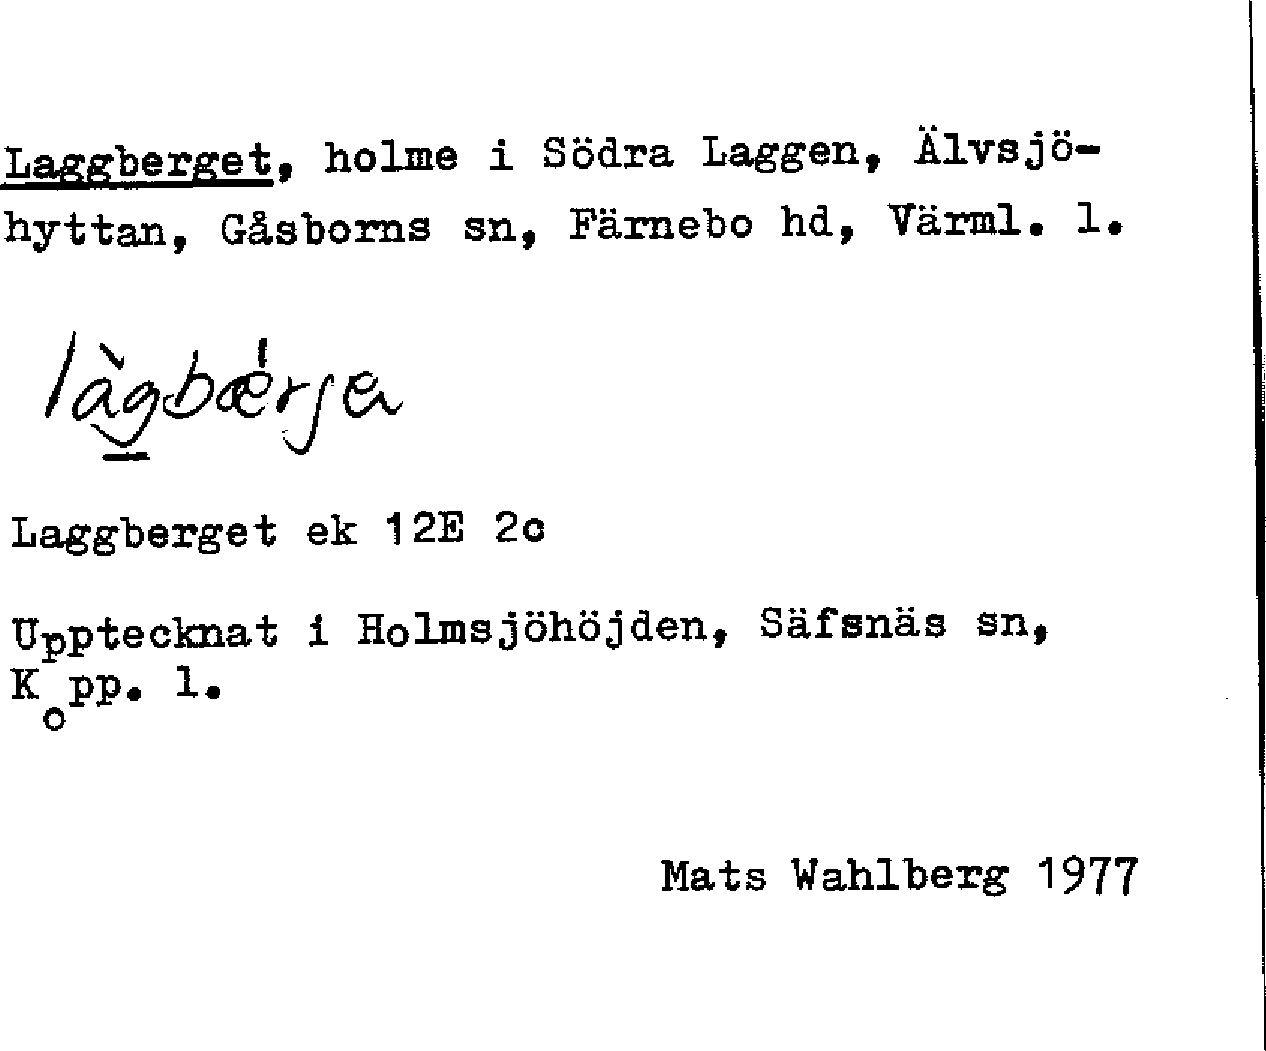 Laggberget, holme i Södra Laggen, Älvsjö-
hyttan, Gåsborns sn, Färnebo hd, Värml. l.
làgbǽrjɐ
Laggberget ek 12E 2c
Upptecknat i Holmsjöhöjden, Säfsnäs sn,
Kopp. l.
Mats Wahlberg 1977